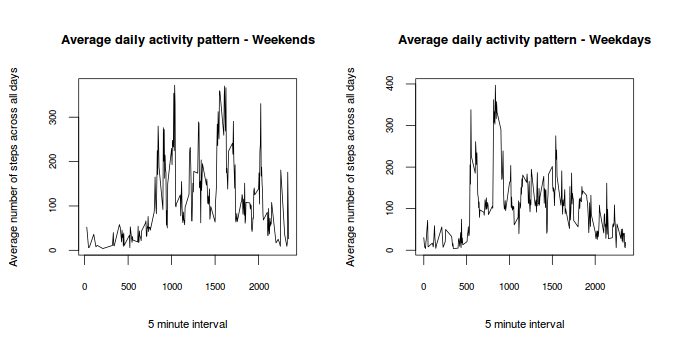 Average daily activity pattern - Weekends
Average number of steps across all days
300
200
100
0
0 500 1000 1500 2000
5 minute interval
Average daily activity pattern - Weekdays
Average number of steps across all days
400
300
200
100
0
0 500 1000 1500 2000
5 minute interval